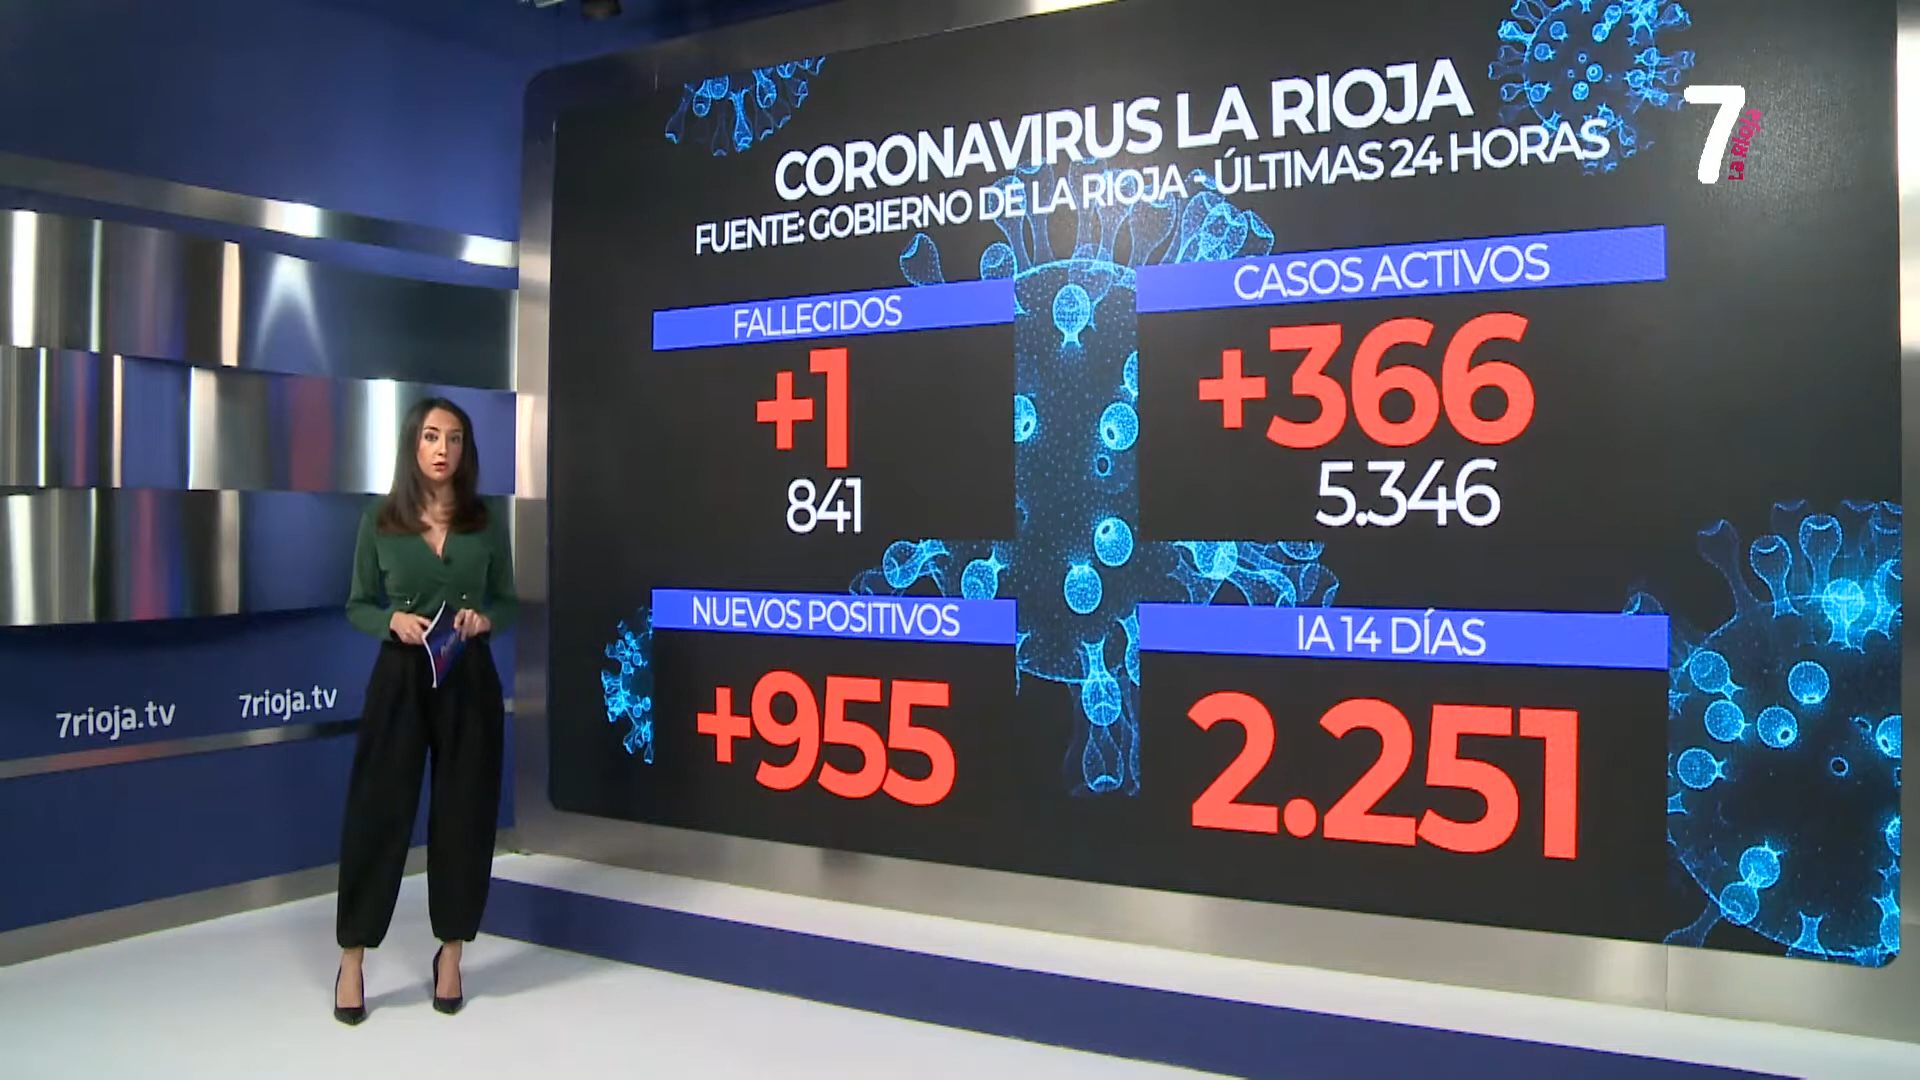 CORONAVIRUS LA RIOJA
FUENTE: GOBIERNO DE LA RIOJA - ÚLTIMAS 24 HORAS
7
La Rioja
FALLECIDOS
+1
841
CASOS ACTIVOS
+366
5.346
NUEVOS POSITIVOS
+955
IA 14 DÍAS
2.251
7rioja.tv
7rioja.tv